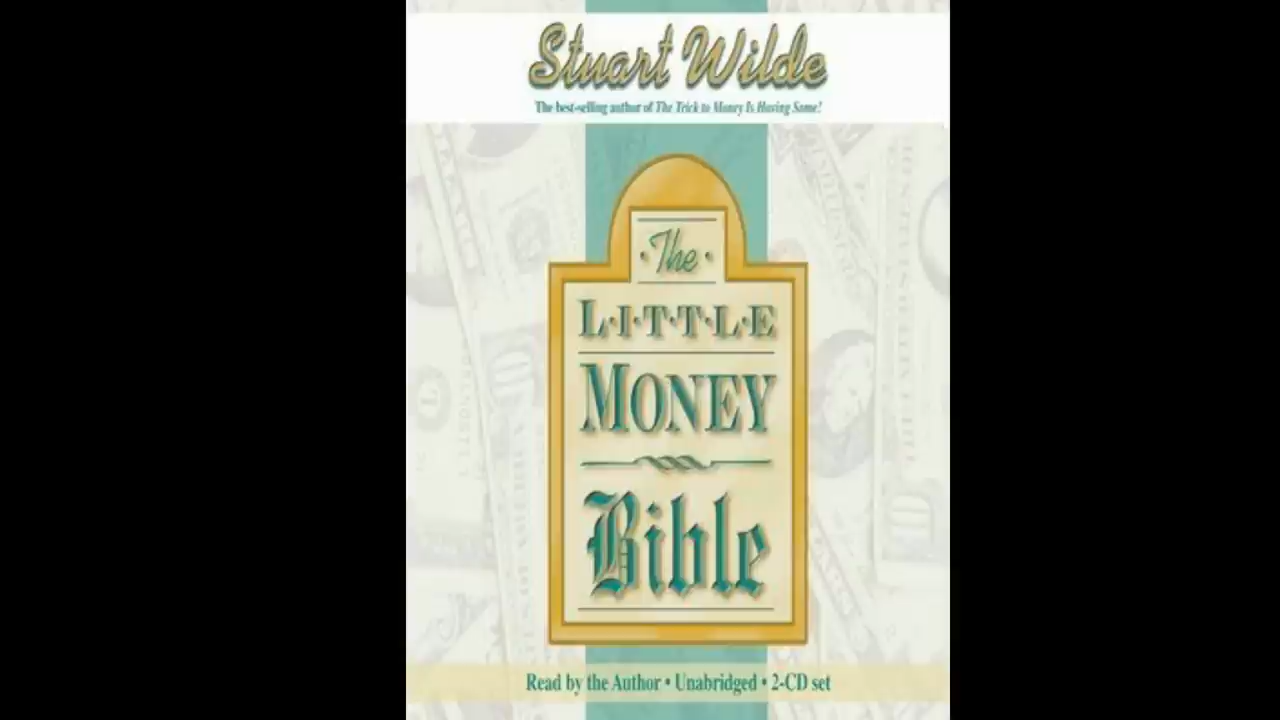 Stuart Wilde
The best-selling author of The Trick to Money Is Having Some!
· The ·
L·I·T·T·L·E
MONEY
Bible
Read by the Author • Unabridged • 2-CD set